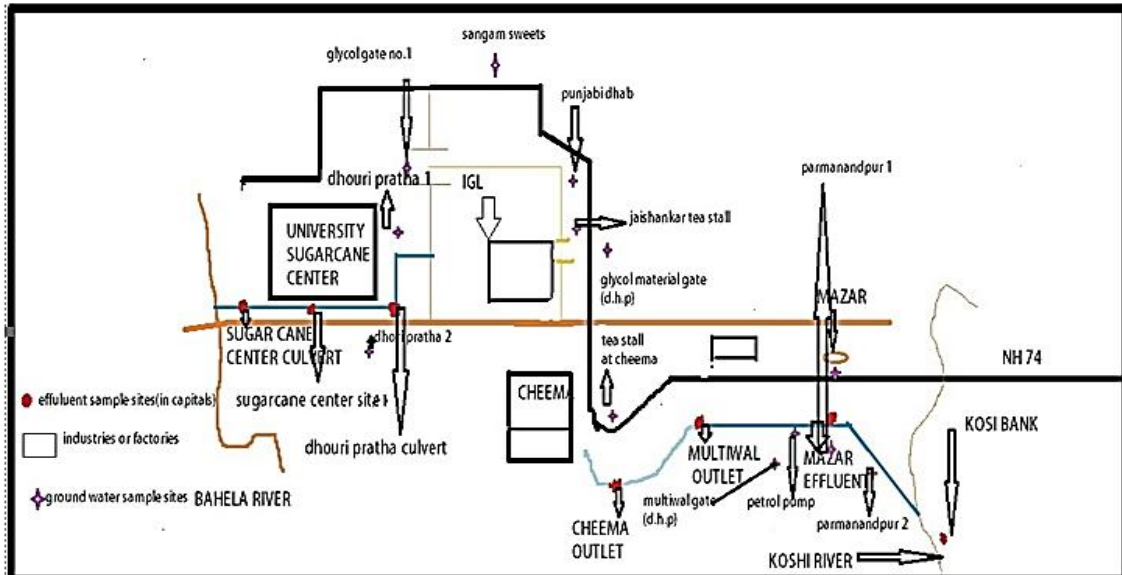 sangam sweets
glycol gate no.1
punjabi dhab
dhouri pratha 1
IGL
parmanandpur 1
jaishankar tea stall
UNIVERSITY
SUGARCANE
CENTER
glycol material gate
(d.h.p)
MAZAR
SUGAR CANE
CENTER CULVERT
dhori pratha 2
tea stall
at cheema
NH 74
CHEEMA
effuluent sample sites(in capitals)
sugarcane center site 1
industries or factories
dhouri pratha culvert
KOSI BANK
MULTIWAL
OUTLET
MAZAR
EFFLUENT
ground water sample sites
BAHELA RIVER
multiwal gate
(d.h.p)
petrol pump
parmanandpur 2
CHEEMA
OUTLET
KOSHI RIVER